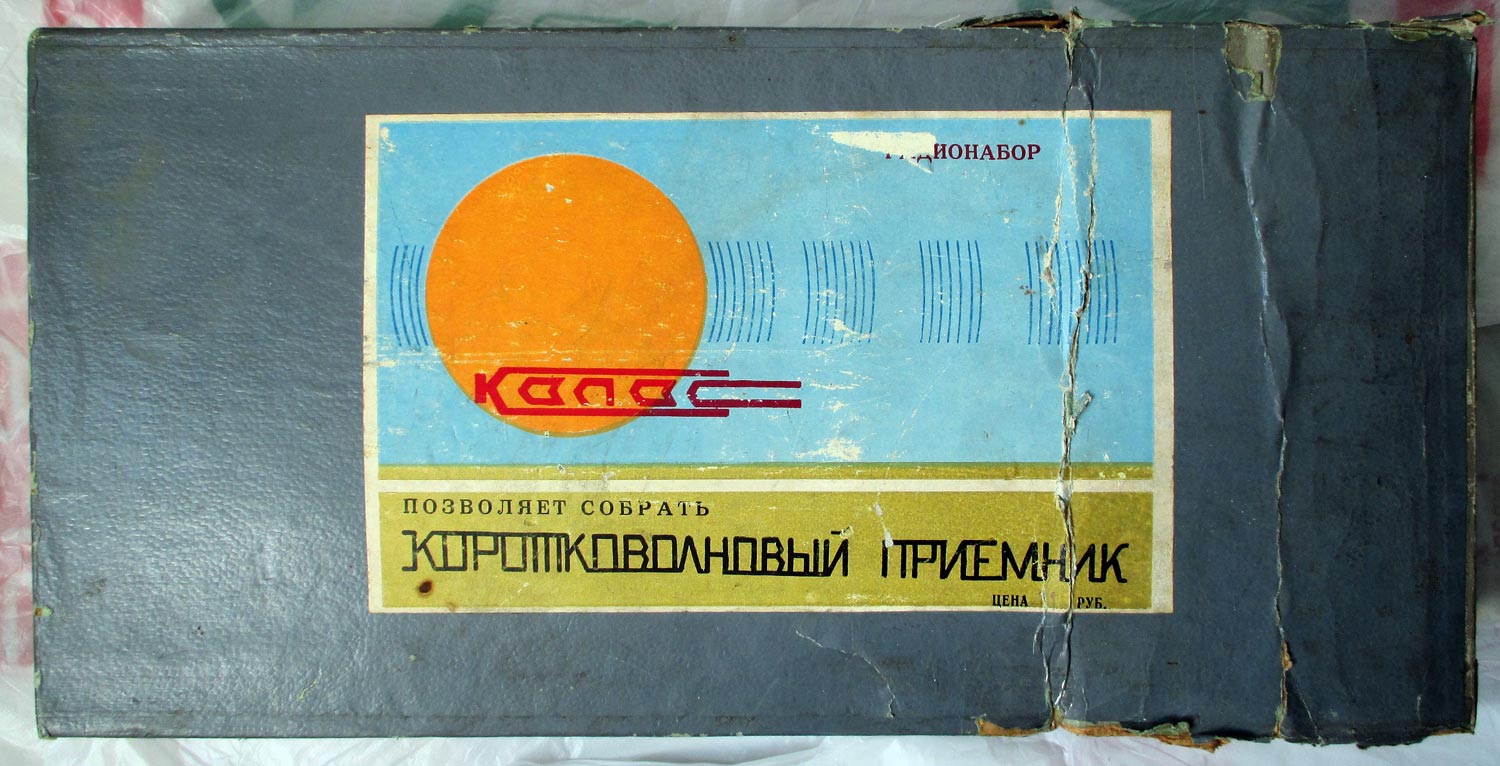 РАДИОНАБОР
Колос
ПОЗВОЛЯЕТ СОБРАТЬ
КОРОТКОВОЛНОВЫЙ ПРИЕМНИК
ЦЕНА РУБ.